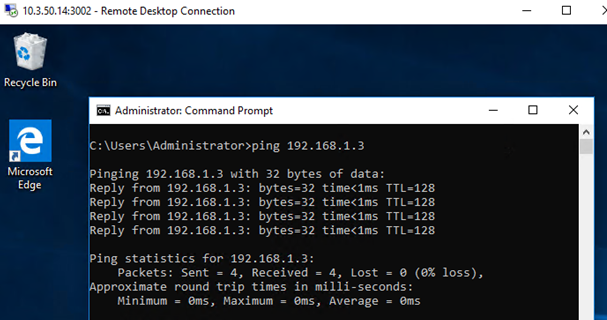 10.3.50.14:3002 - Remote Desktop Connection
Recycle Bin
Microsoft
Edge
Administrator: Command Prompt
C:\Users\Administrator>ping 192.168.1.3
Pinging 192.168.1.3 with 32 bytes of data:
Reply from 192.168.1.3: bytes=32 time<1ms TTL=128
Reply from 192.168.1.3: bytes=32 time<1ms TTL=128
Reply from 192.168.1.3: bytes=32 time<1ms TTL=128
Reply from 192.168.1.3: bytes=32 time<1ms TTL=128
Ping statistics for 192.168.1.3:
    Packets: Sent = 4, Received = 4, Lost = 0 (0% loss),
Approximate round trip times in milli-seconds:
    Minimum = 0ms, Maximum = 0ms, Average = 0ms